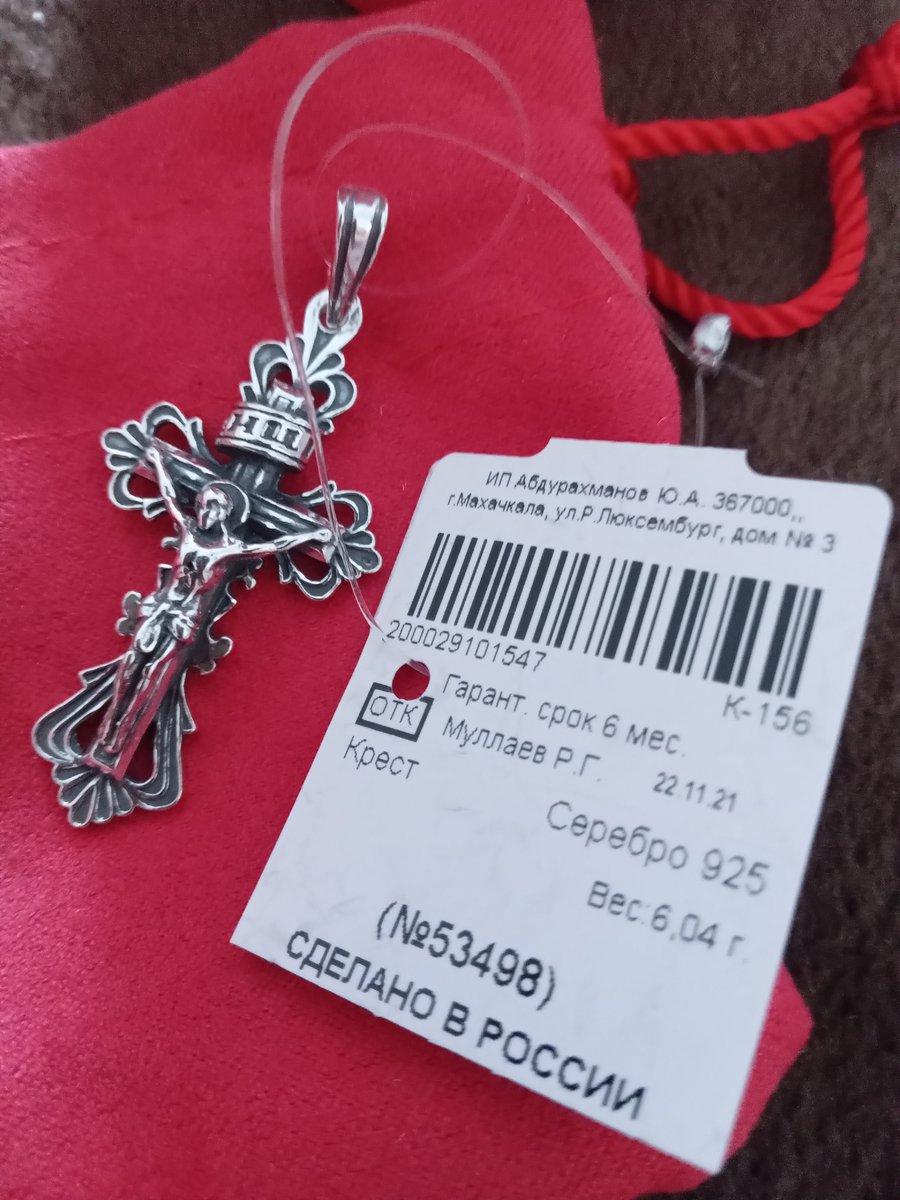 ИП Абдурахманов Ю.А. 367000,,
г.Махачкала, ул.Р.Люксембург, дом № 3
200029101547
К-156
ОТК
Гарант. срок 6 мес.
Муллаев Р.Г. 22.11.21
Крест
Серебро 925
Вес:6,04 г.
(№53498)
СДЕЛАНО В РОССИИ